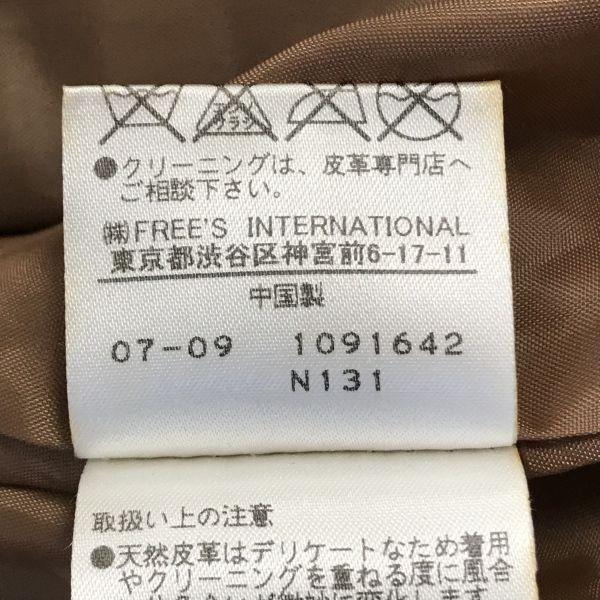 ●クリーニングは、皮革専門店へ
ご相談下さい。
㈱FREE'S INTERNATIONAL
東京都渋谷区神宮前6-17-11
中国製
07-09 1091642
N131
取扱い上の注意
●天然皮革はデリケートなため着用
やクリーニングを重ねる度に風合